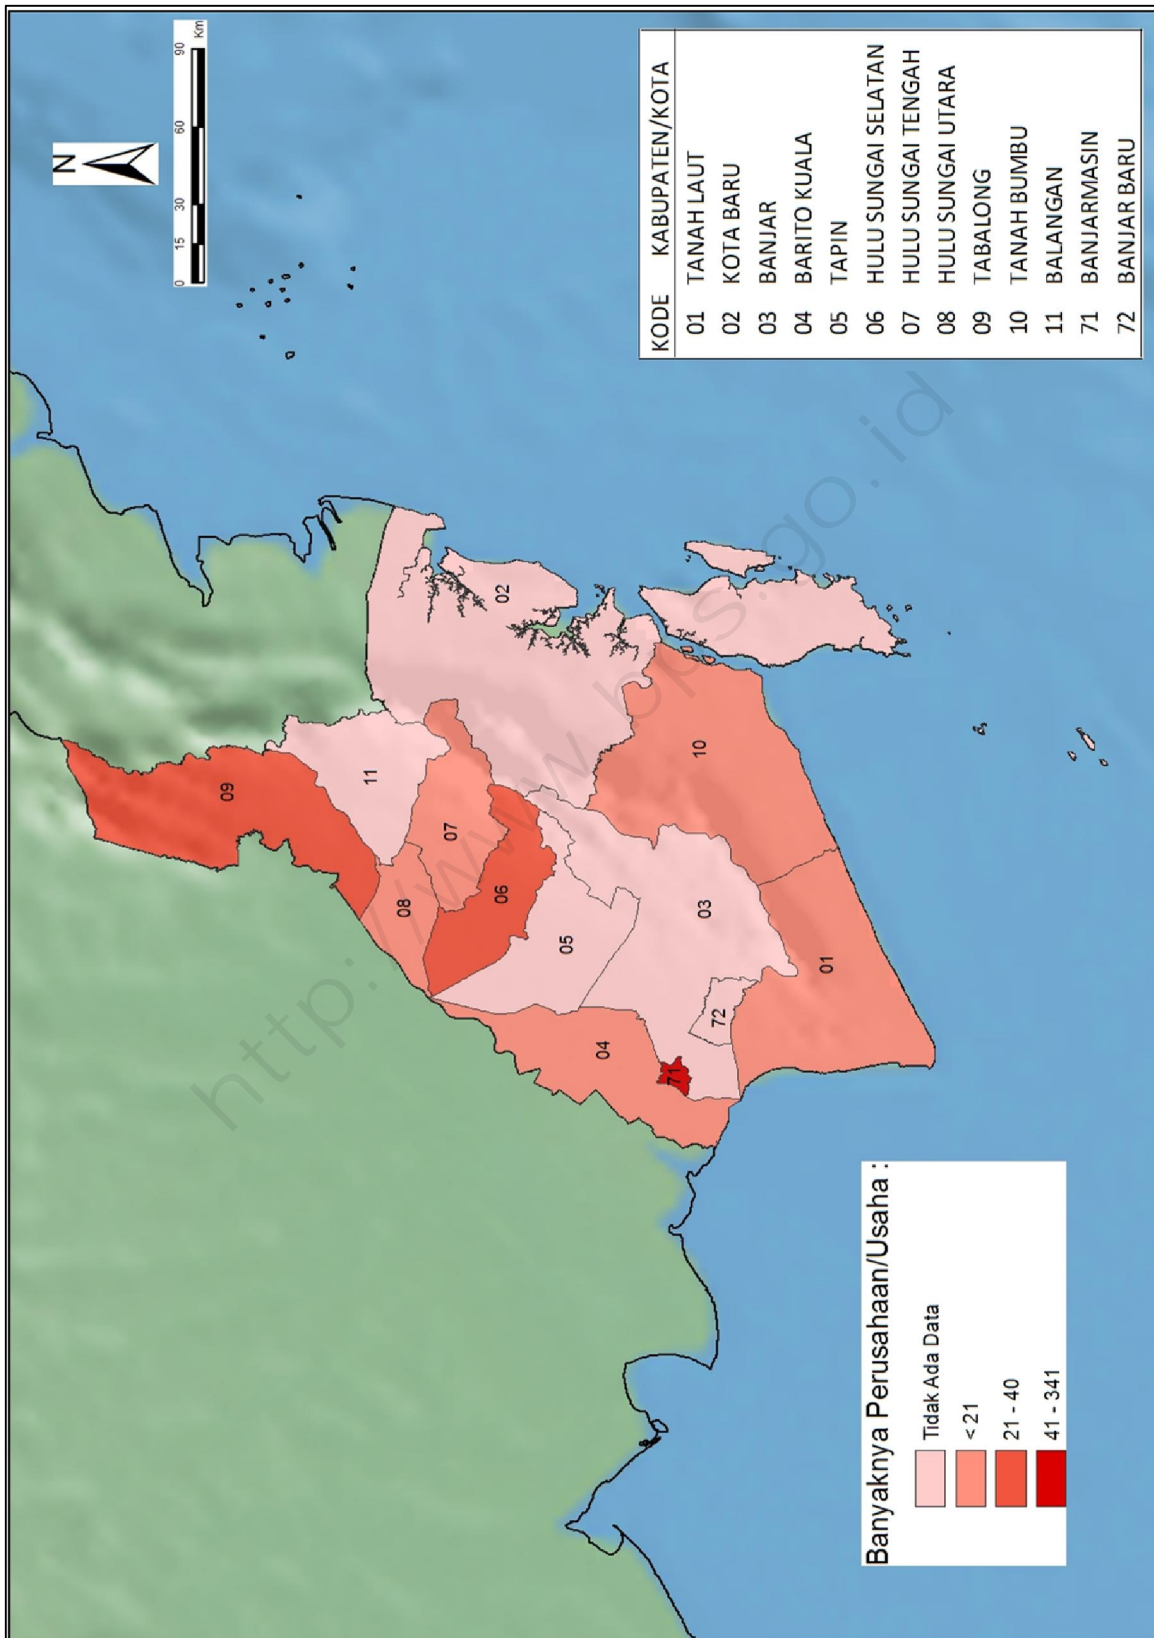 N
0 15 30 60 90
Km
KODE KABUPATEN/KOTA
01 TANAH LAUT
02 KOTA BARU
03 BANJAR
04 BARITO KUALA
05 TAPIN
06 HULU SUNGAI SELATAN
07 HULU SUNGAI TENGAH
08 HULU SUNGAI UTARA
09 TABALONG
10 TANAH BUMBU
11 BALANGAN
71 BANJARMASIN
72 BANJAR BARU
09
11
02
08
07
06
10
05
03
04
01
72
71
http://www.bps.go.id
Banyaknya Perusahaan/Usaha :
Tidak Ada Data
< 21
21 - 40
41 - 341